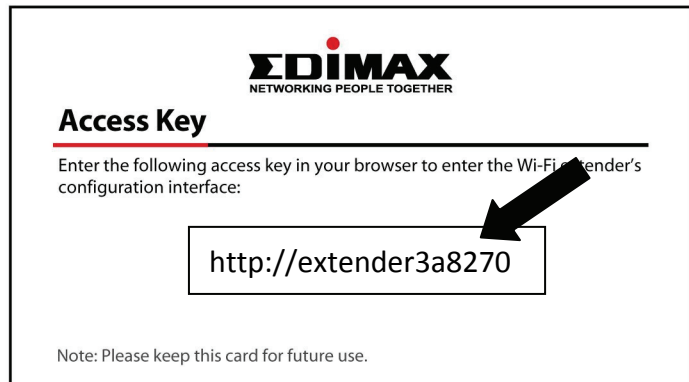 EDIMAX
NETWORKING PEOPLE TOGETHER
Access Key
Enter the following access key in your browser to enter the Wi-Fi extender's
configuration interface:
http://extender3a8270
Note: Please keep this card for future use.